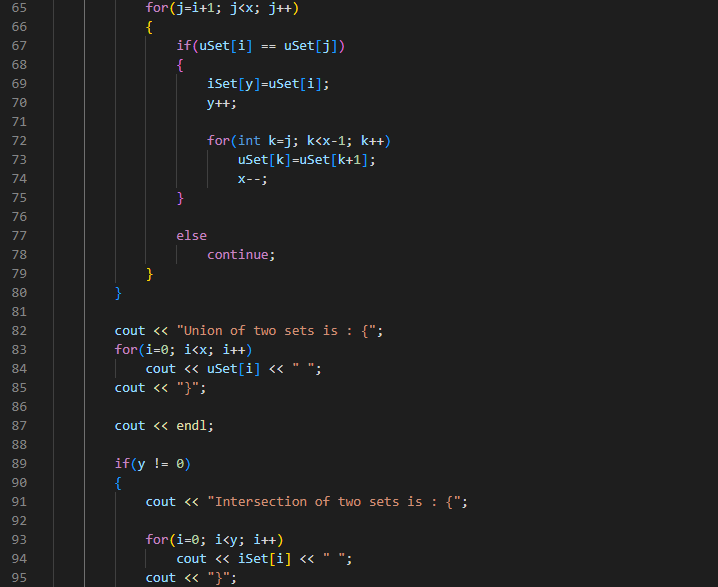 65 for(j=i+1; j<x; j++)
66 {
67 if(uSet[i] == uSet[j])
68 {
69 iSet[y]=uSet[i];
70 y++;
71
72 for(int k=j; k<x-1; k++)
73 uSet[k]=uSet[k+1];
74 x--;
75 }
76
77 else
78 continue;
79 }
80 }
81
82 cout << "Union of two sets is : {";
83 for(i=0; i<x; i++)
84 cout << uSet[i] << " ";
85 cout << "}";
86
87 cout << endl;
88
89 if(y != 0)
90 {
91 cout << "Intersection of two sets is : {";
92
93 for(i=0; i<y; i++)
94 cout << iSet[i] << " ";
95 cout << "}";